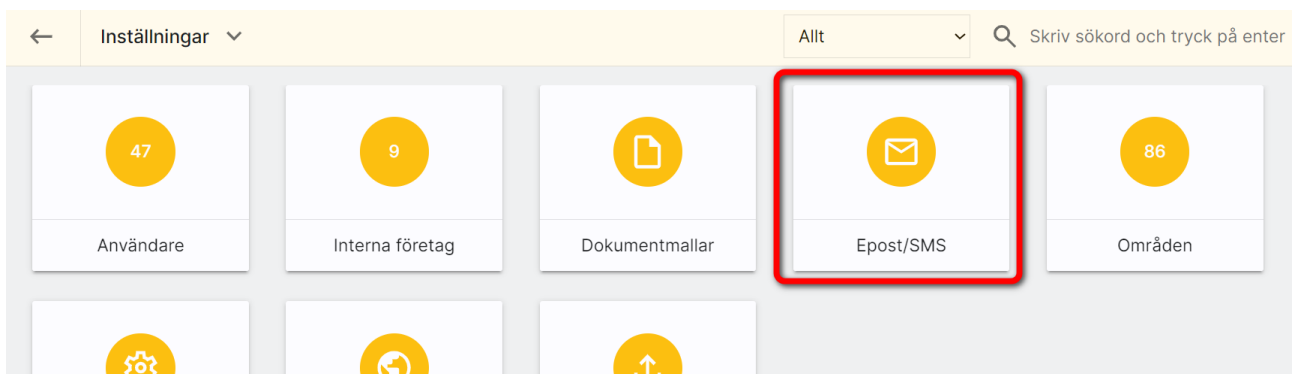 Inställningar
Allt
Skriv sökord och tryck på enter
47
9
86
Användare
Interna företag
Dokumentmallar
Epost/SMS
Områden